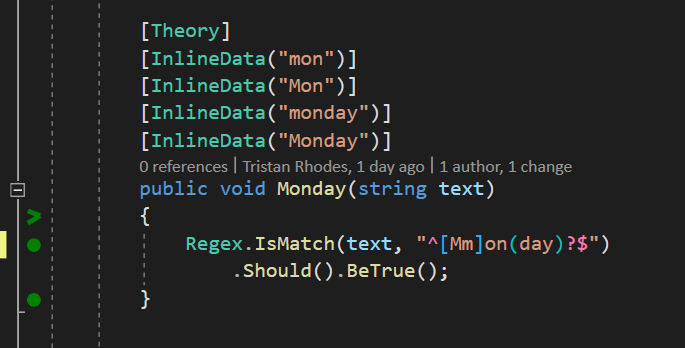 [Theory]
[InlineData("mon")]
[InlineData("Mon")]
[InlineData("monday")]
[InlineData("Monday")]
0 references | Tristan Rhodes, 1 day ago | 1 author, 1 change
public void Monday(string text)
{
Regex.IsMatch(text, "^[Mm]on(day)?$")
.Should().BeTrue();
}